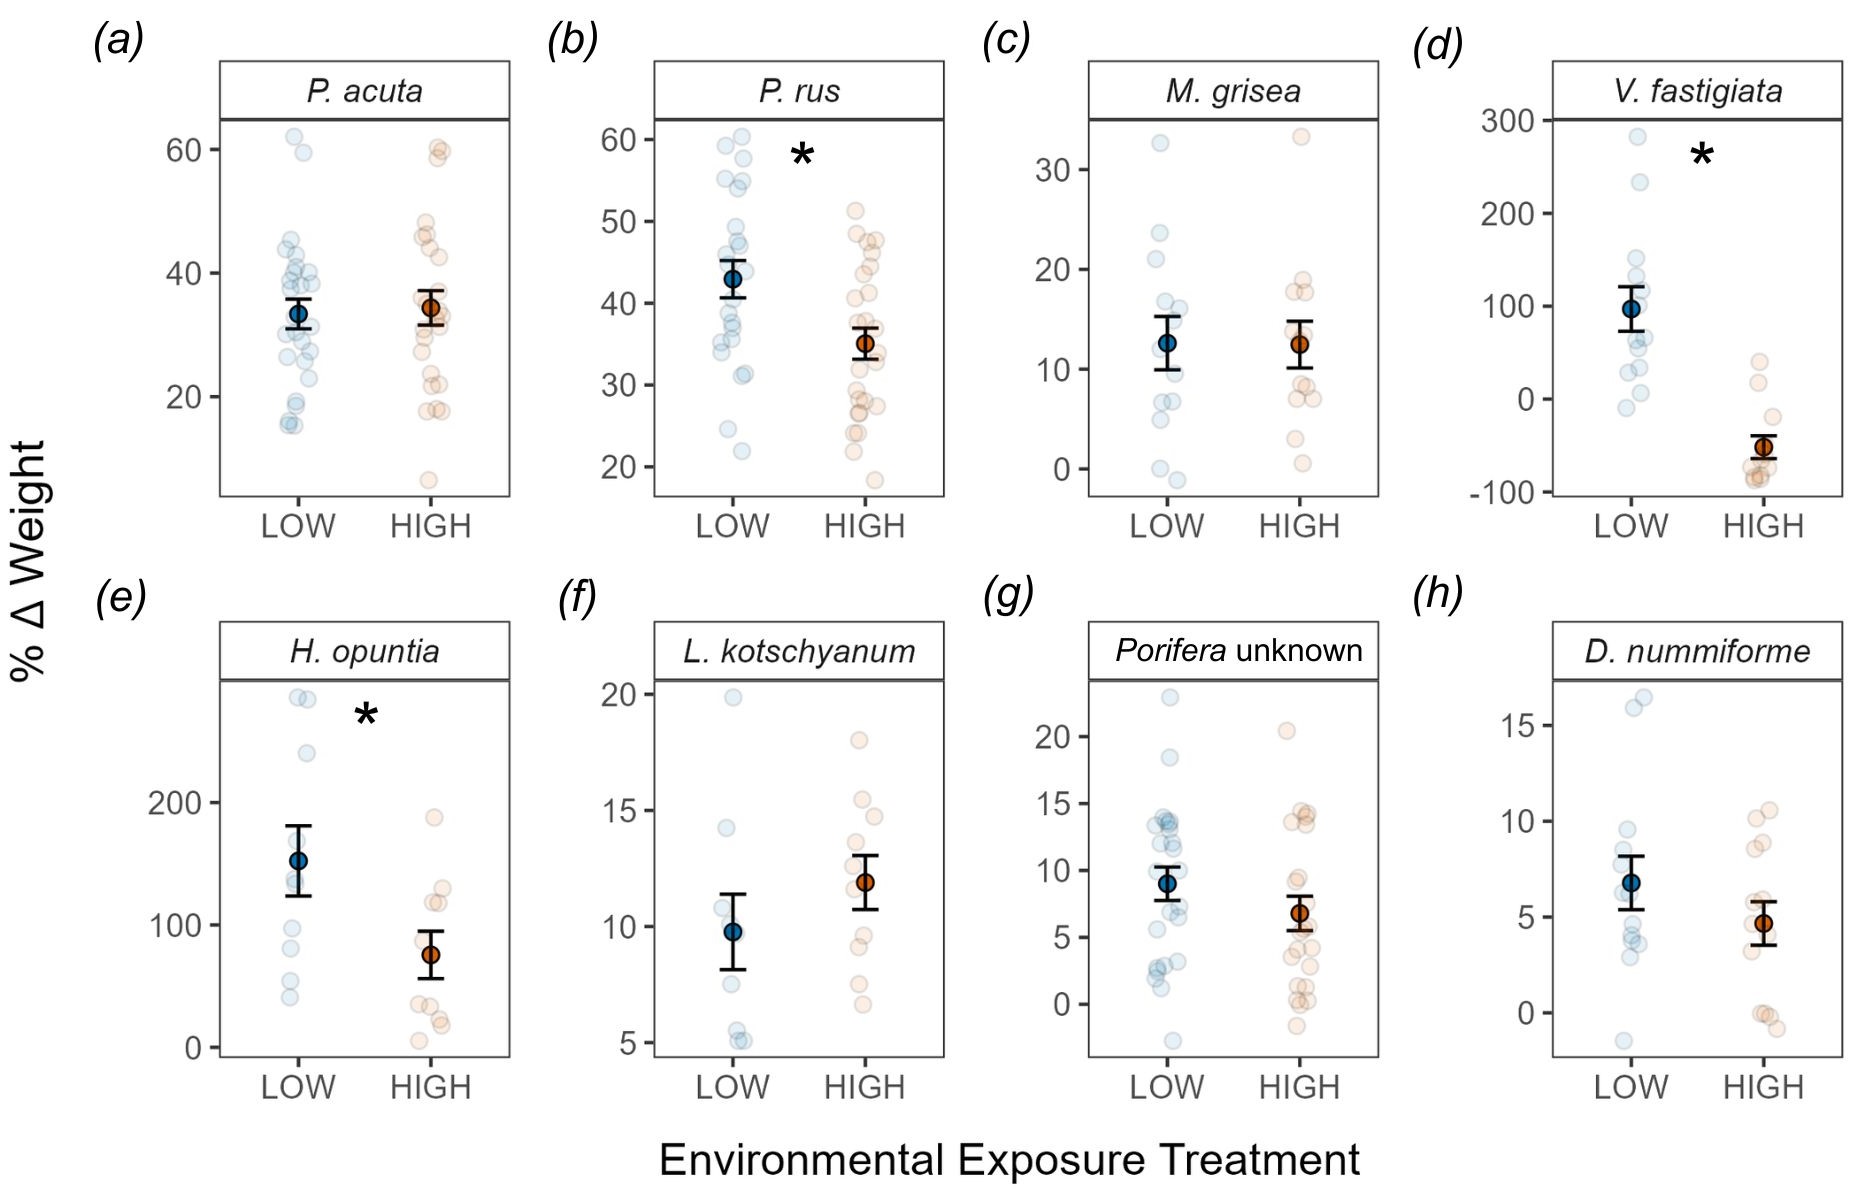 (a)
P. acuta
60
40
20
LOW HIGH
(b)
P. rus
*
60
50
40
30
20
LOW HIGH
(c)
M. grisea
30
20
10
0
LOW HIGH
(d)
V. fastigiata
*
300
200
100
0
-100
LOW HIGH
(e)
H. opuntia
*
200
100
0
LOW HIGH
(f)
L. kotschyanum
20
15
10
5
LOW HIGH
(g)
Porifera unknown
20
15
10
5
0
LOW HIGH
(h)
D. nummiforme
15
10
5
0
LOW HIGH
% Δ Weight
Environmental Exposure Treatment